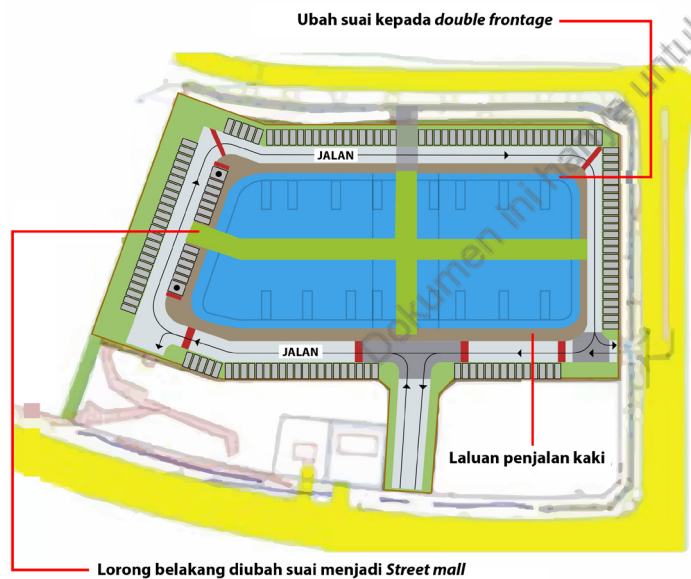 Ubah suai kepada double frontage
JALAN
JALAN
Laluan penjalan kaki
Lorong belakang diubah suai menjadi Street mall
Dokumen ini hanya untuk